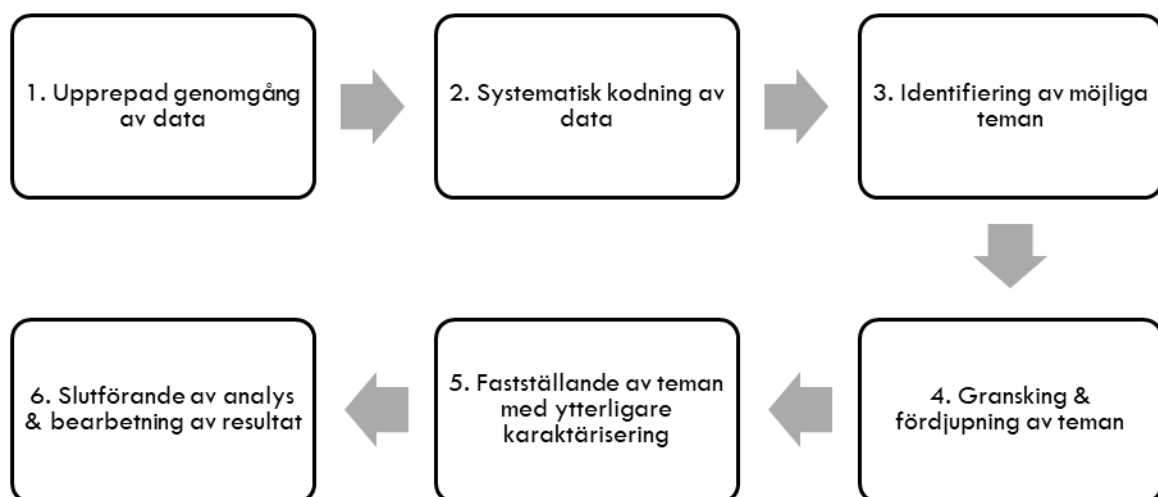 1. Upprepad genomgång
av data
2. Systematisk kodning av
data
3. Identifiering av möjliga
teman
4. Gransking &
fördjupning av teman
5. Fastställande av teman
med ytterligare
karaktärisering
6. Slutförande av analys
& bearbetning av resultat